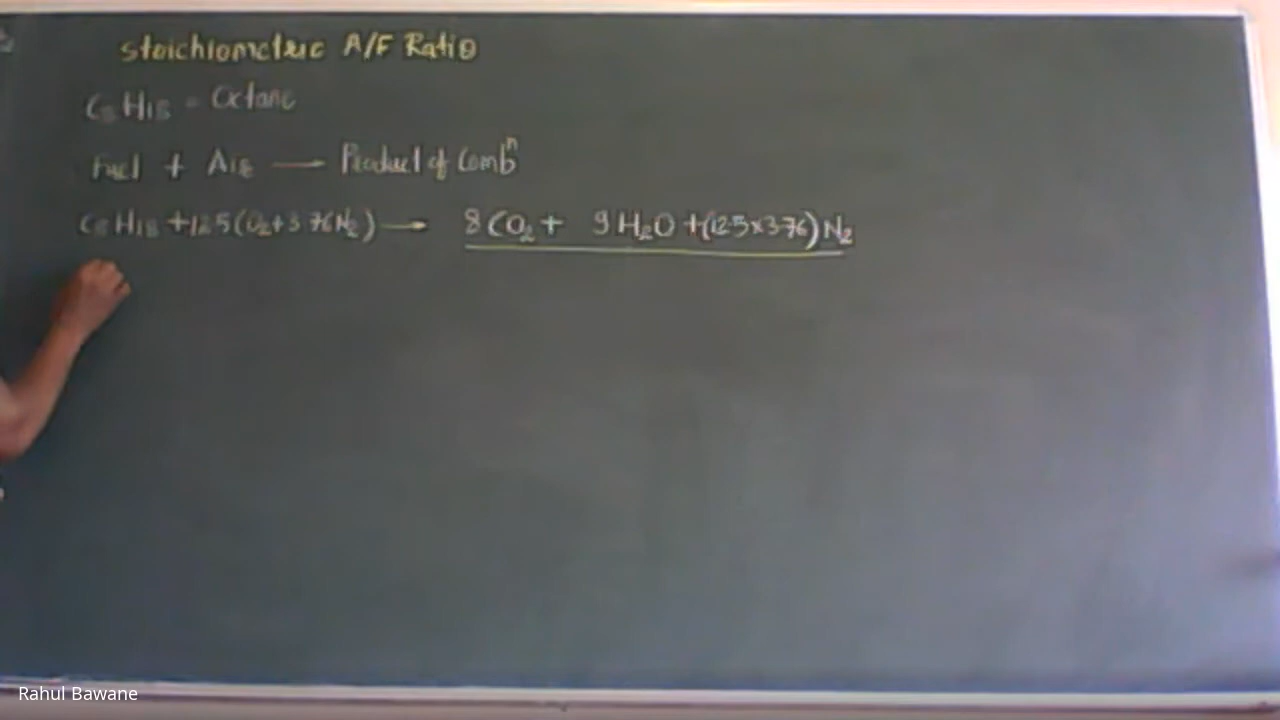 stoichiometric A/F Ratio
C8H18 = Octane
Fuel + Air → Product of Combⁿ
C8H18 + 12.5(O2+3.76N2) → 8CO2 + 9H2O + (12.5×3.76)N2
Rahul Bawane